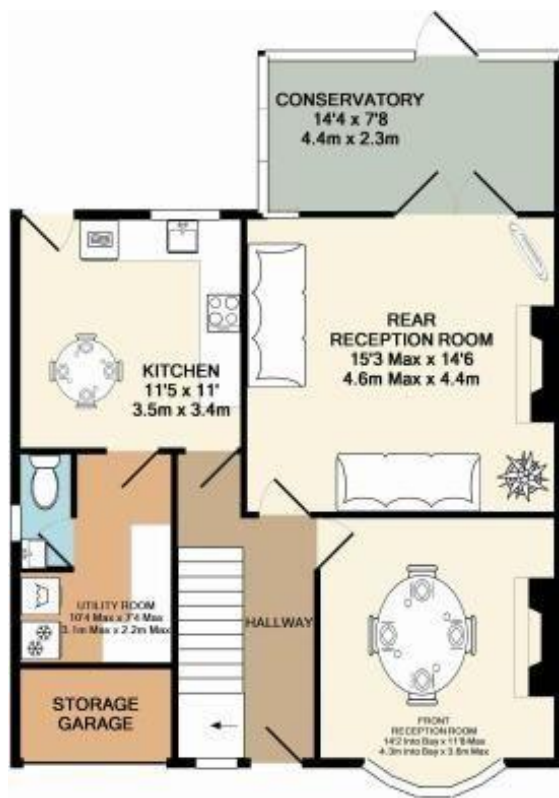 CONSERVATORY
14'4 x 7'8
4.4m x 2.3m
REAR
RECEPTION ROOM
15'3 Max x 14'6
4.6m Max x 4.4m
KITCHEN
11'5 x 11'
3.5m x 3.4m
UTILITY ROOM
10'4 Max x 7'4 Max
3.1m Max x 2.2m Max
HALLWAY
STORAGE
GARAGE
FRONT
RECEPTION ROOM
14'2 Into Bay x 11'8 Max
4.3m Into Bay x 3.6m Max